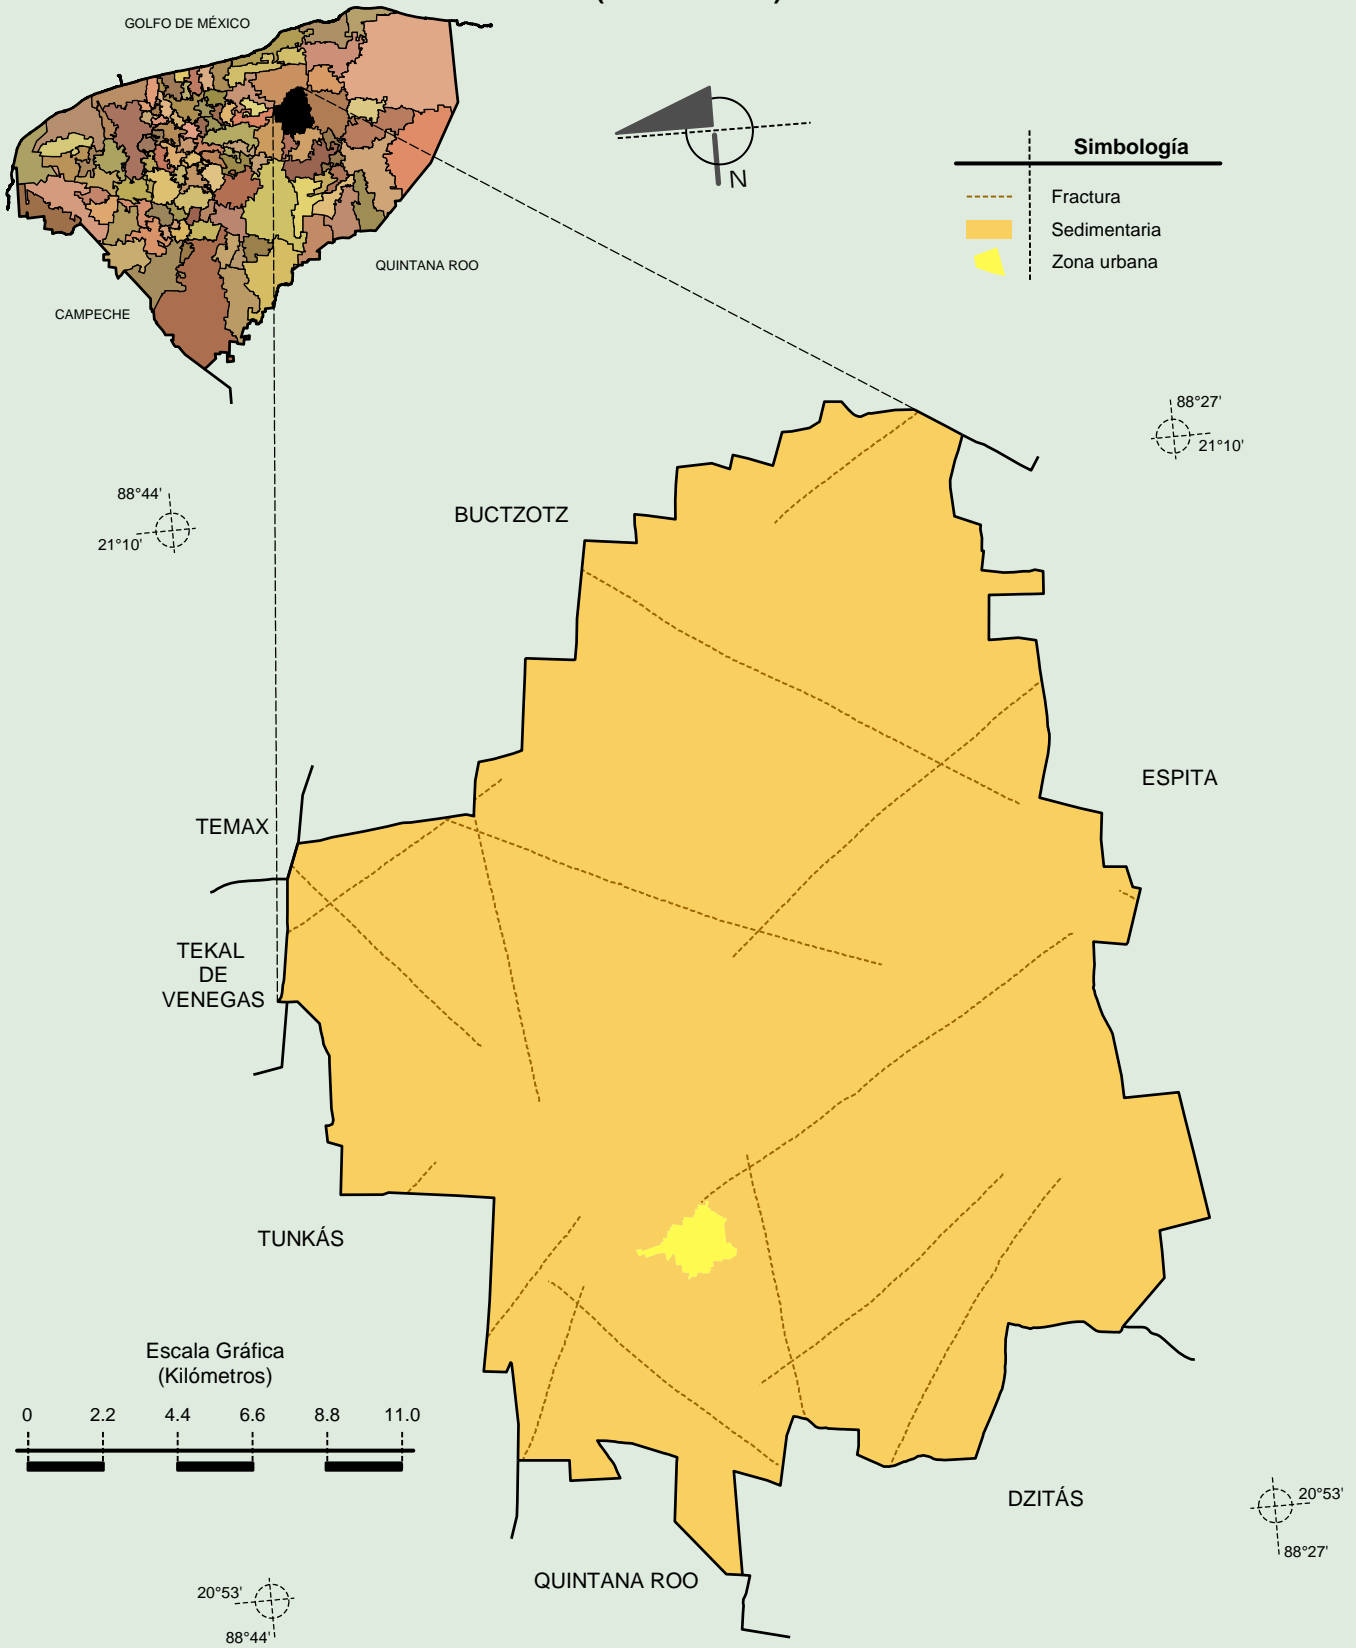 GOLFO DE MÉXICO
QUINTANA ROO
CAMPECHE
N
Simbología
Fractura
Sedimentaria
Zona urbana
88°27'
21°10'
88°44'
21°10'
BUCTZOTZ
ESPITA
TEMAX
TEKAL
DE
VENEGAS
TUNKÁS
Escala Gráfica
(Kilómetros)
0 2.2 4.4 6.6 8.8 11.0
DZITÁS
20°53'
88°27'
QUINTANA ROO
20°53'
88°44'